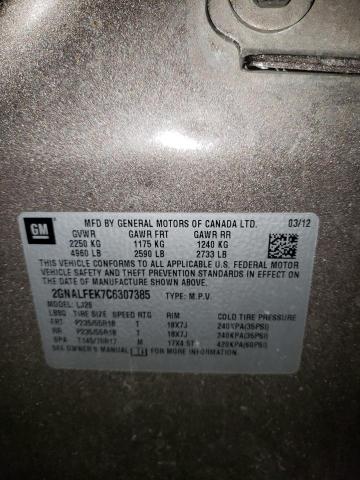 GM
MFD BY GENERAL MOTORS OF CANADA LTD. 03/12
GVWR GAWR FRT GAWR RR
2250 KG 1175 KG 1240 KG
4960 LB 2590 LB 2733 LB
THIS VEHICLE CONFORMS TO ALL APPLICABLE U.S. FEDERAL MOTOR
VEHICLE SAFETY AND THEFT PREVENTION STANDARDS IN EFFECT ON
THE DATE OF MANUFACTURE SHOWN ABOVE.
2GNALFEK7C6307385 TYPE: M.P.V.
MODEL: LJ26
TIRE SIZE SPEED RTG RIM COLD TIRE PRESSURE
FRT P235/55R18 T 18X7J 240KPA(35PSI)
RR P235/55R18 T 18X7J 240KPA(35PSI)
SPA T145/70R17 M 17X4.5T 420KPA(60PSI)
SEE OWNER'S MANUAL FOR MORE INFORMATION.